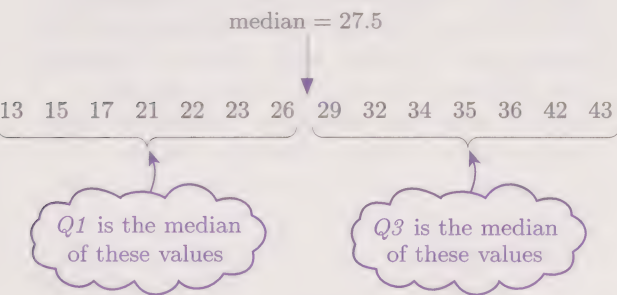 median = 27.5
13 15 17 21 22 23 26 29 32 34 35 36 42 43
Q1 is the median
of these values
Q3 is the median
of these values